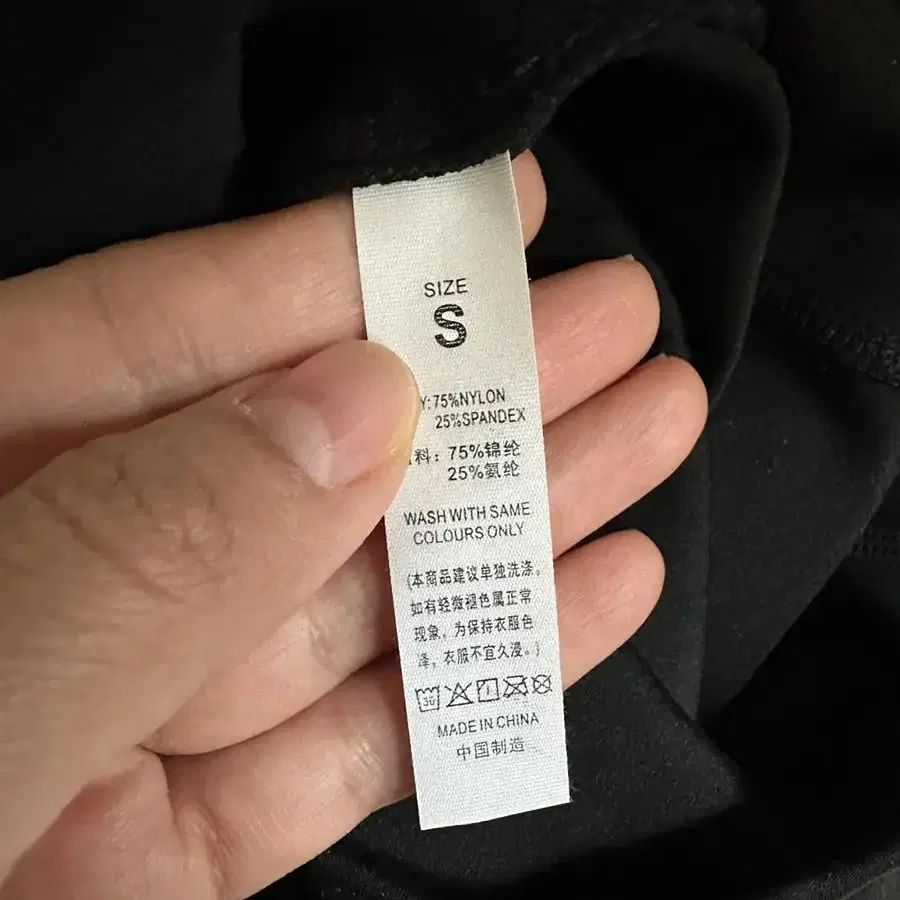 SIZE
S
Y:75%NYLON
25%SPANDEX
料：75%锦纶
25%氨纶
WASH WITH SAME
COLOURS ONLY
(本商品建议单独洗涤,
如有轻微褪色属正常
现象，为保持衣服色
泽，衣服不宜久浸。)
30
MADE IN CHINA
中国制造